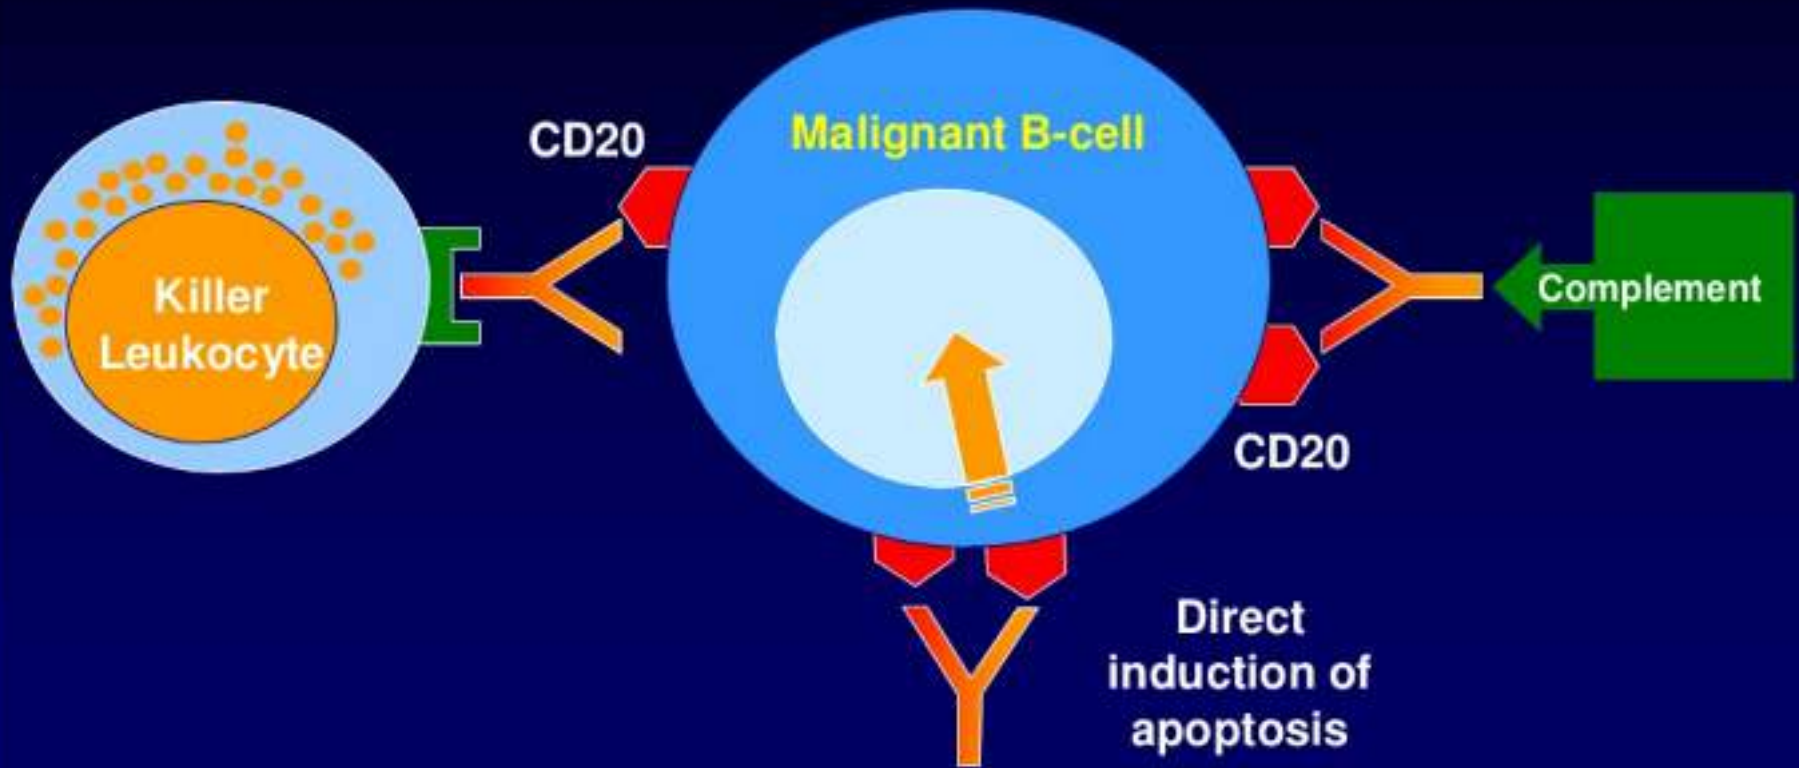 CD20
Malignant B-cell
Killer
Leukocyte
Complement
CD20
Direct
induction of
apoptosis